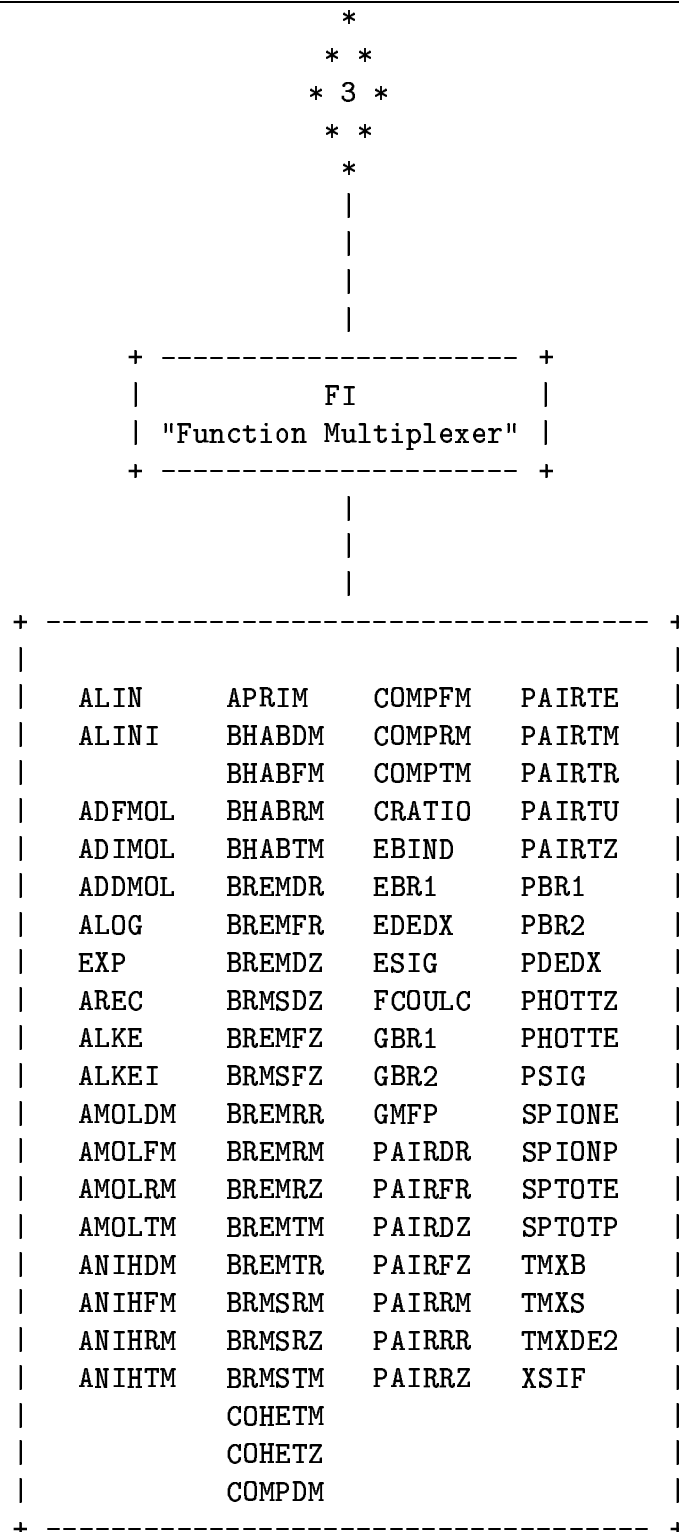 *
* *
* 3 *
* *
*
|
|
|
|
+ ---------------------- +
| FI |
| "Function Multiplexer" |
+ ---------------------- +
|
|
|
+ ------------------------------------- +
| |
| ALIN APRIM COMPFM PAIRTE |
| ALINI BHABDM COMPRM PAIRTM |
| BHABFM COMPTM PAIRTR |
| ADFMOL BHABRM CRATIO PAIRTU |
| ADIMOL BHABTM EBIND PAIRTZ |
| ADDMOL BREMDR EBR1 PBR1 |
| ALOG BREMFR EDEDX PBR2 |
| EXP BREMDZ ESIG PDEDX |
| AREC BRMSDZ FCOULC PHOTTZ |
| ALKE BREMFZ GBR1 PHOTTE |
| ALKEI BRMSFZ GBR2 PSIG |
| AMOLDM BREMRR GMFP SPIONE |
| AMOLFM BREMRM PAIRDR SPIONP |
| AMOLRM BREMRZ PAIRFR SPTOTE |
| AMOLTM BREMTM PAIRDZ SPTOTP |
| ANIHDM BREMTR PAIRFZ TMXB |
| ANIHFM BRMSRM PAIRRM TMXS |
| ANIHRM BRMSRZ PAIRRR TMXDE2 |
| ANIHTM BRMSTM PAIRRZ XSIF |
| COHETM |
| COHETZ |
| COMPDM |
+ ------------------------------------- +